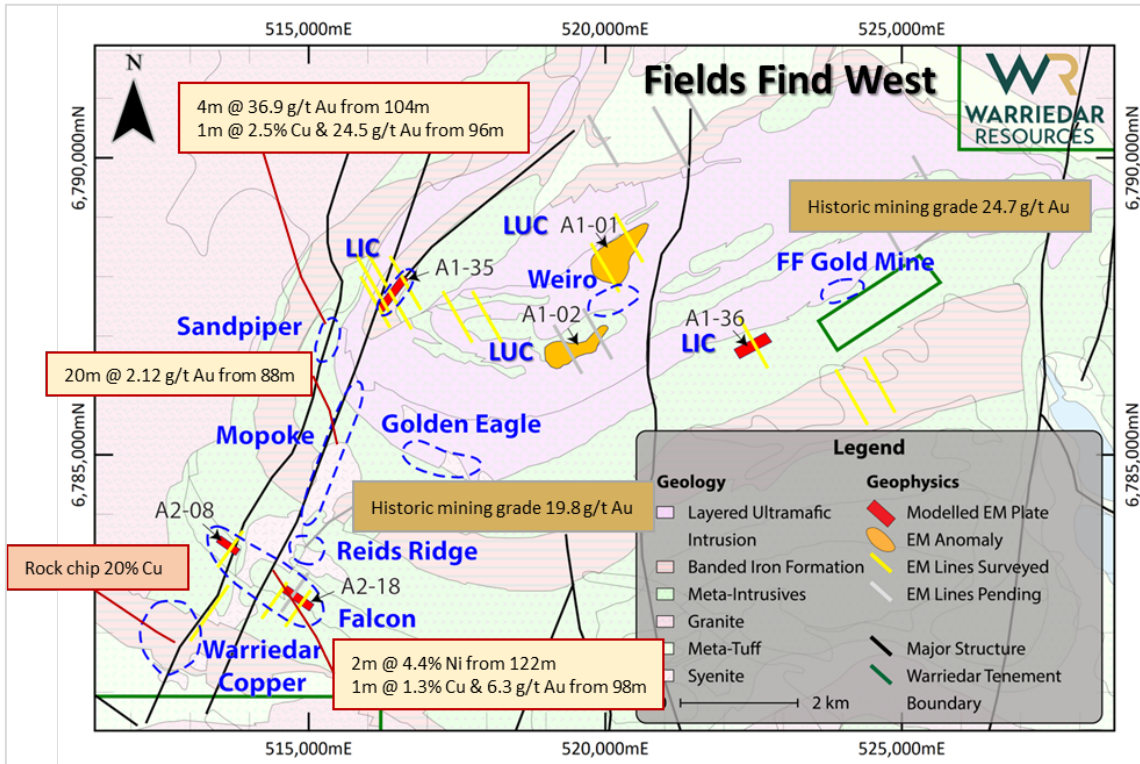 515,000mE
520,000mE
525,000mE
N
Fields Find West
WR
WARRIEDAR
RESOURCES
4m @ 36.9 g/t Au from 104m
1m @ 2.5% Cu & 24.5 g/t Au from 96m
6,790,000mN
6,790,000mN
Historic mining grade 24.7 g/t Au
LUC
A1-01
LIC
A1-35
FF Gold Mine
Weiro
Sandpiper
A1-02
A1-36
LUC
LIC
20m @ 2.12 g/t Au from 88m
Mopoke
Golden Eagle
6,785,000mN
6,785,000mN
Historic mining grade 19.8 g/t Au
A2-08
Reids Ridge
Rock chip 20% Cu
A2-18
Falcon
Warriedar
Copper
2m @ 4.4% Ni from 122m
1m @ 1.3% Cu & 6.3 g/t Au from 98m
Legend
Geology
Layered Ultramafic
Intrusion
Banded Iron Formation
Meta-Intrusives
Granite
Meta-Tuff
Syenite
Geophysics
Modelled EM Plate
EM Anomaly
EM Lines Surveyed
EM Lines Pending
Major Structure
Warriedar Tenement
Boundary
2 km
515,000mE
520,000mE
525,000mE